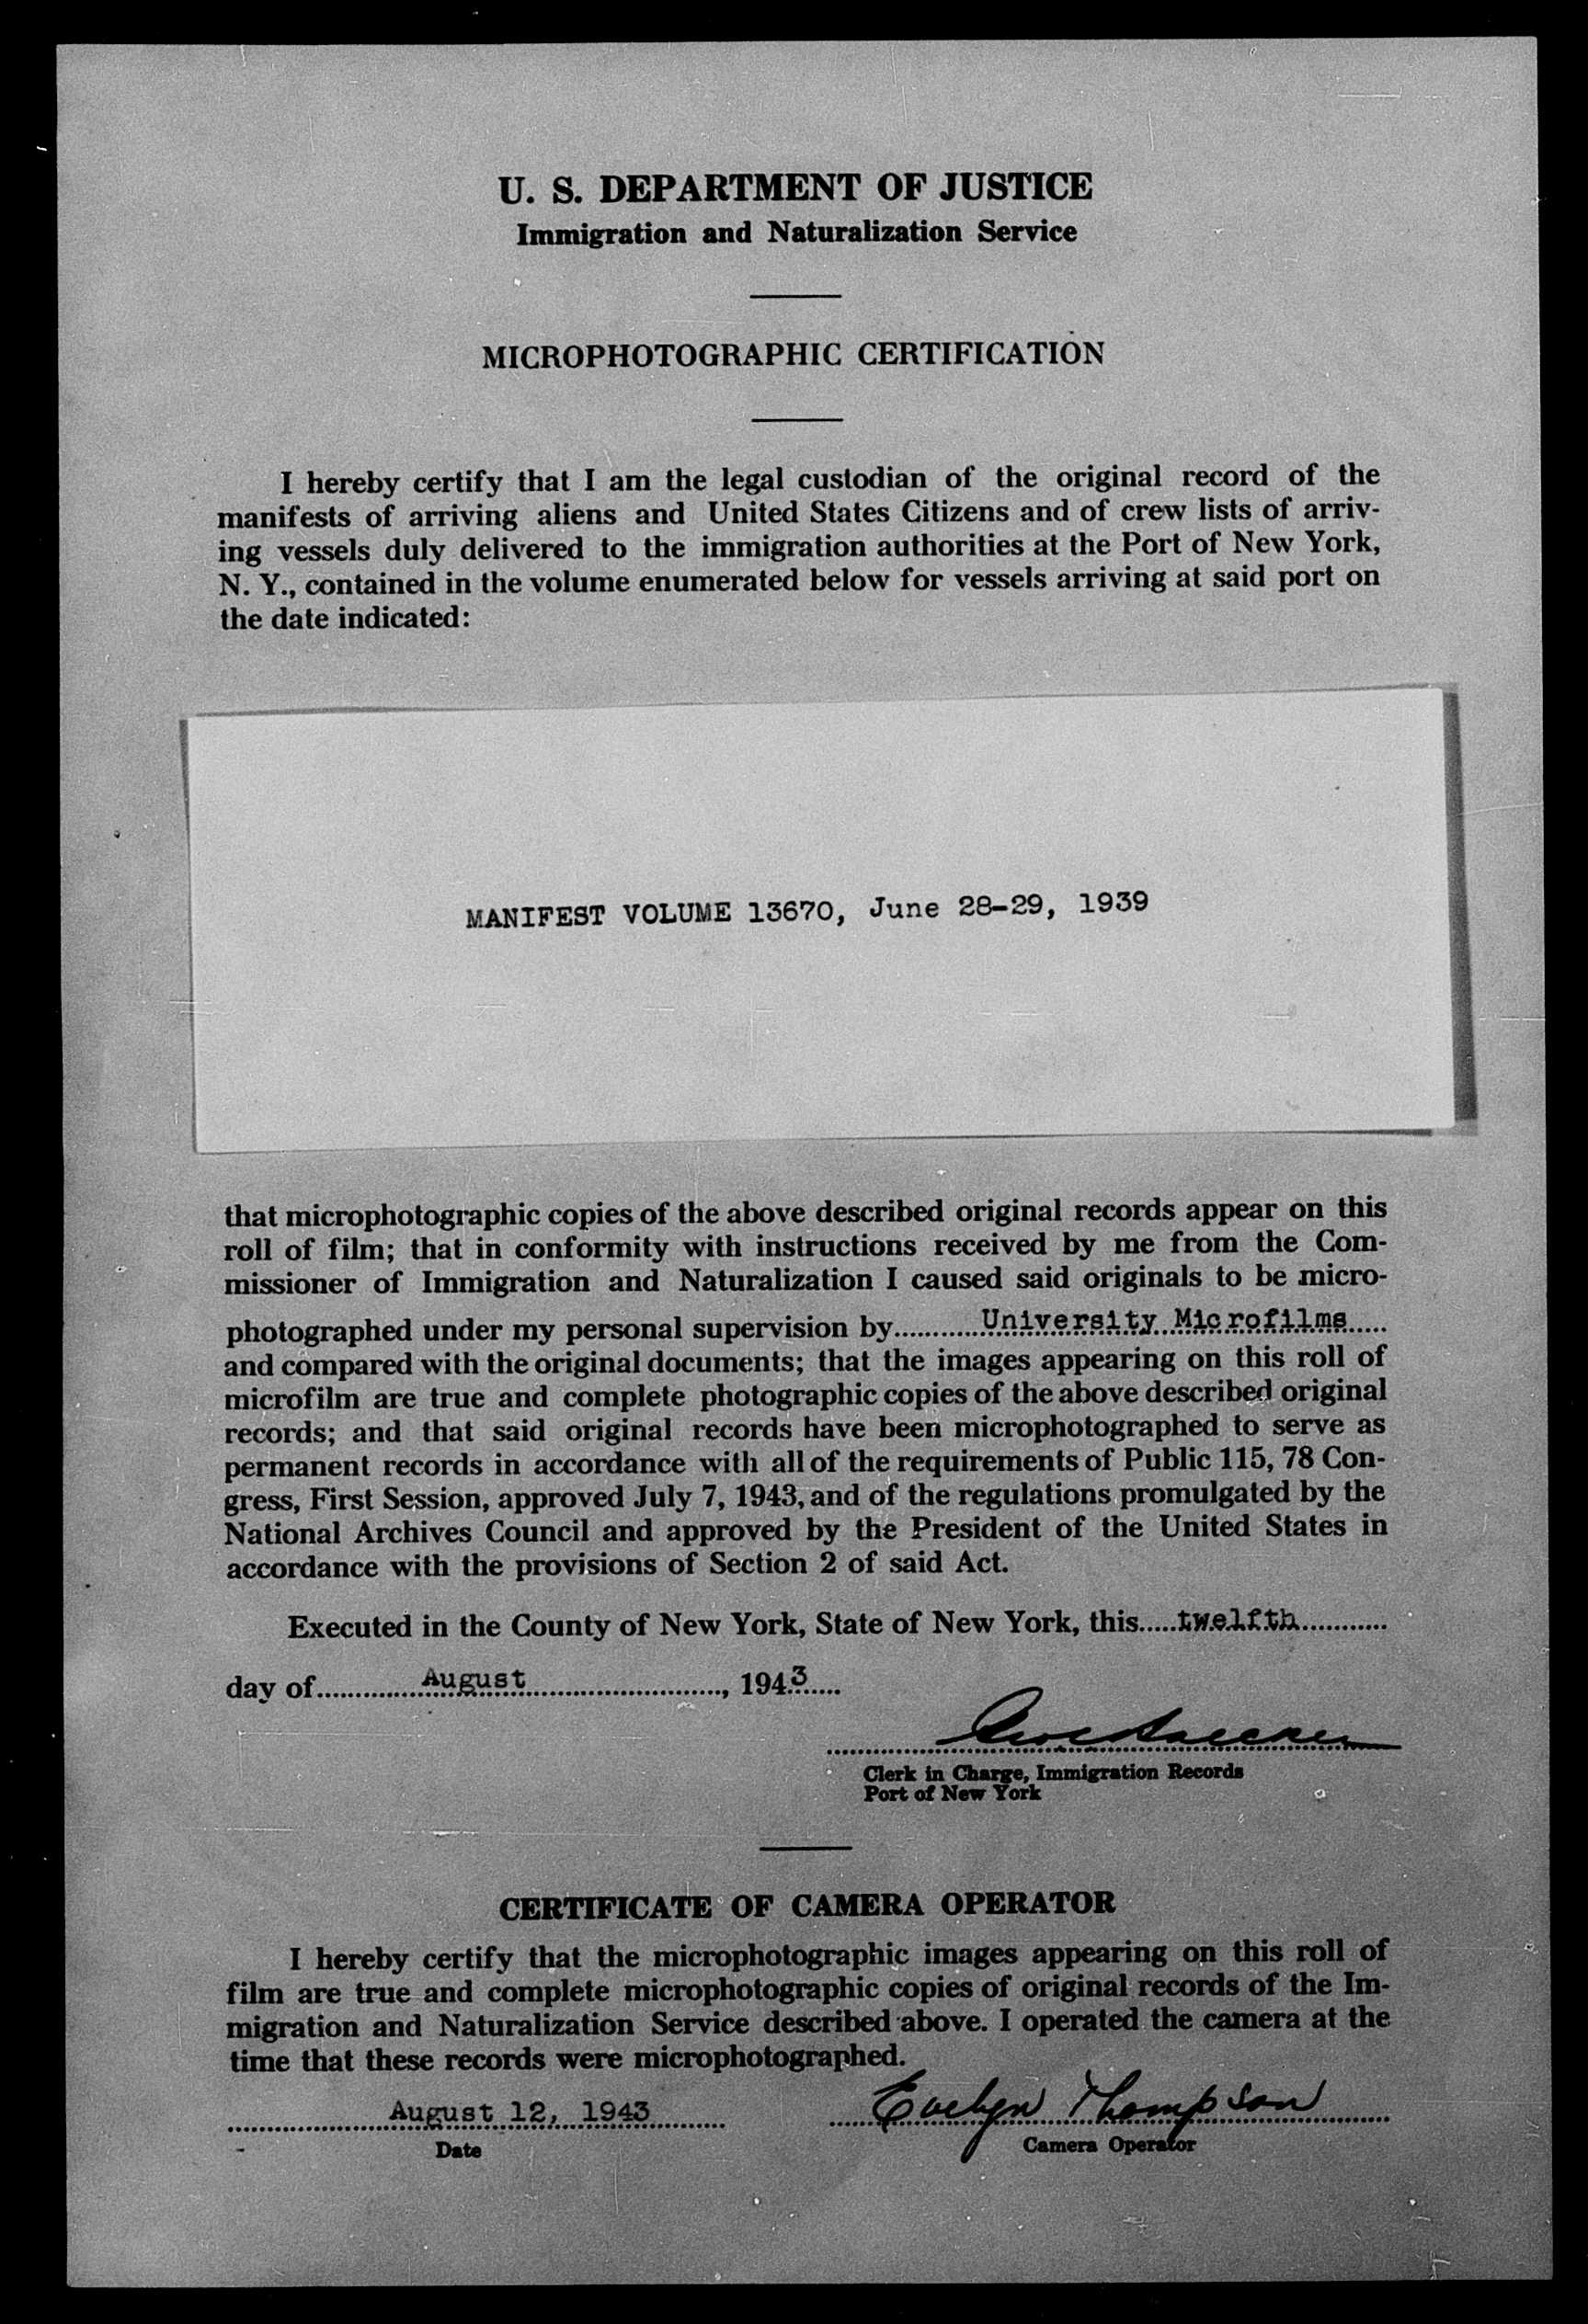 U. S. DEPARTMENT OF JUSTICE
Immigration and Naturalization Service
MICROPHOTOGRAPHIC CERTIFICATION
I hereby certify that I am the legal custodian of the original record of the
manifests of arriving aliens and United States Citizens and of crew lists of arriv-
ing vessels duly delivered to the immigration authorities at the Port of New York,
N. Y., contained in the volume enumerated below for vessels arriving at said port on
the date indicated:
MANIFEST VOLUME 13670, June 28-29, 1939
that microphotographic copies of the above described original records appear on this
roll of film; that in conformity with instructions received by me from the Com-
missioner of Immigration and Naturalization I caused said originals to be micro-
photographed under my personal supervision by University Microfilms
and compared with the original documents; that the images appearing on this roll of
microfilm are true and complete photographic copies of the above described original
records; and that said original records have been microphotographed to serve as
permanent records in accordance with all of the requirements of Public 115, 78 Con-
gress, First Session, approved July 7, 1943, and of the regulations promulgated by the
National Archives Council and approved by the President of the United States in
accordance with the provisions of Section 2 of said Act.
Executed in the County of New York, State of New York, this twelfth
day of August, 1943
Clerk in Charge, Immigration Records
Port of New York
CERTIFICATE OF CAMERA OPERATOR
I hereby certify that the microphotographic images appearing on this roll of
film are true and complete microphotographic copies of original records of the Im-
migration and Naturalization Service described above. I operated the camera at the
time that these records were microphotographed.
August 12, 1943 Evelyn Thompson
Date Camera Operator